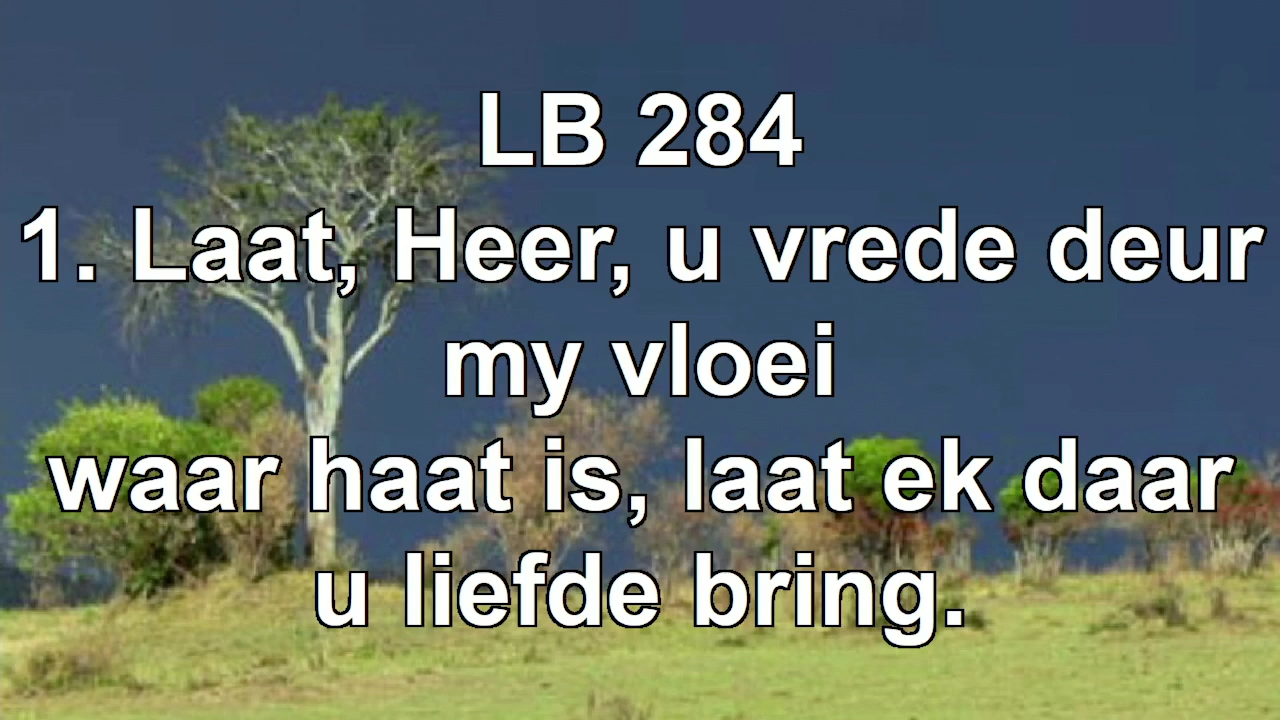 LB 284
1. Laat, Heer, u vrede deur
my vloei
waar haat is, laat ek daar
u liefde bring.